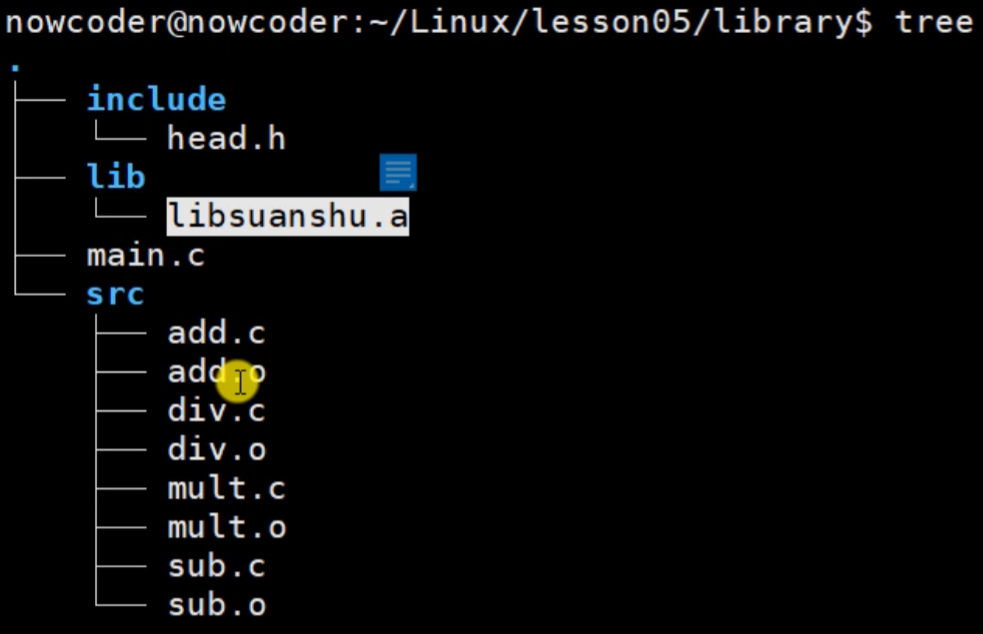 nowcoder@nowcoder:~/Linux/lesson05/library$ tree
.
├── include
│   └── head.h
├── lib
│   └── libsuanshu.a
├── main.c
└── src
    ├── add.c
    ├── add.o
    ├── div.c
    ├── div.o
    ├── mult.c
    ├── mult.o
    ├── sub.c
    └── sub.o